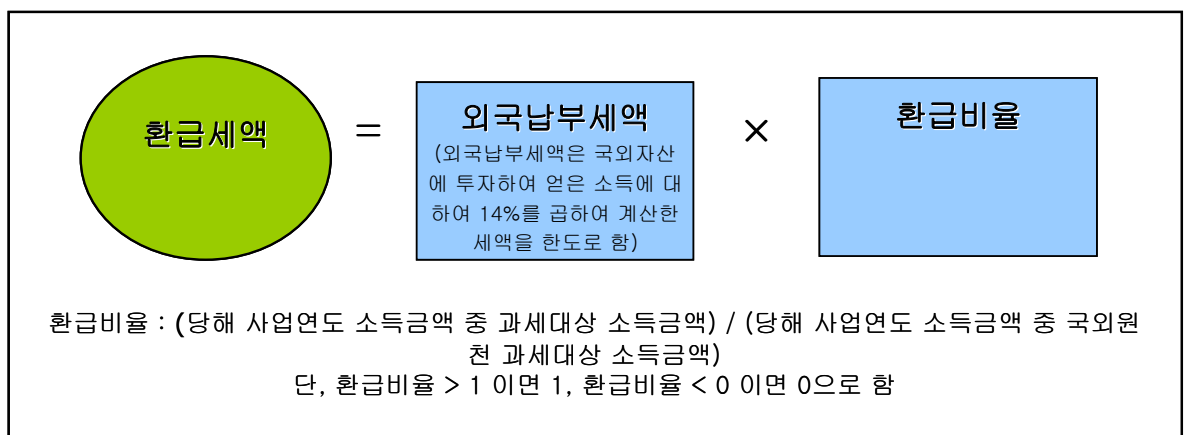 환급세액
=
외국납부세액
(외국납부세액은 국외자산
에 투자하여 얻은 소득에 대
하여 14%를 곱하여 계산한
세액을 한도로 함)
×
환급비율
환급비율 : (당해 사업연도 소득금액 중 과세대상 소득금액) / (당해 사업연도 소득금액 중 국외원
천 과세대상 소득금액)
단, 환급비율 > 1 이면 1, 환급비율 < 0 이면 0으로 함